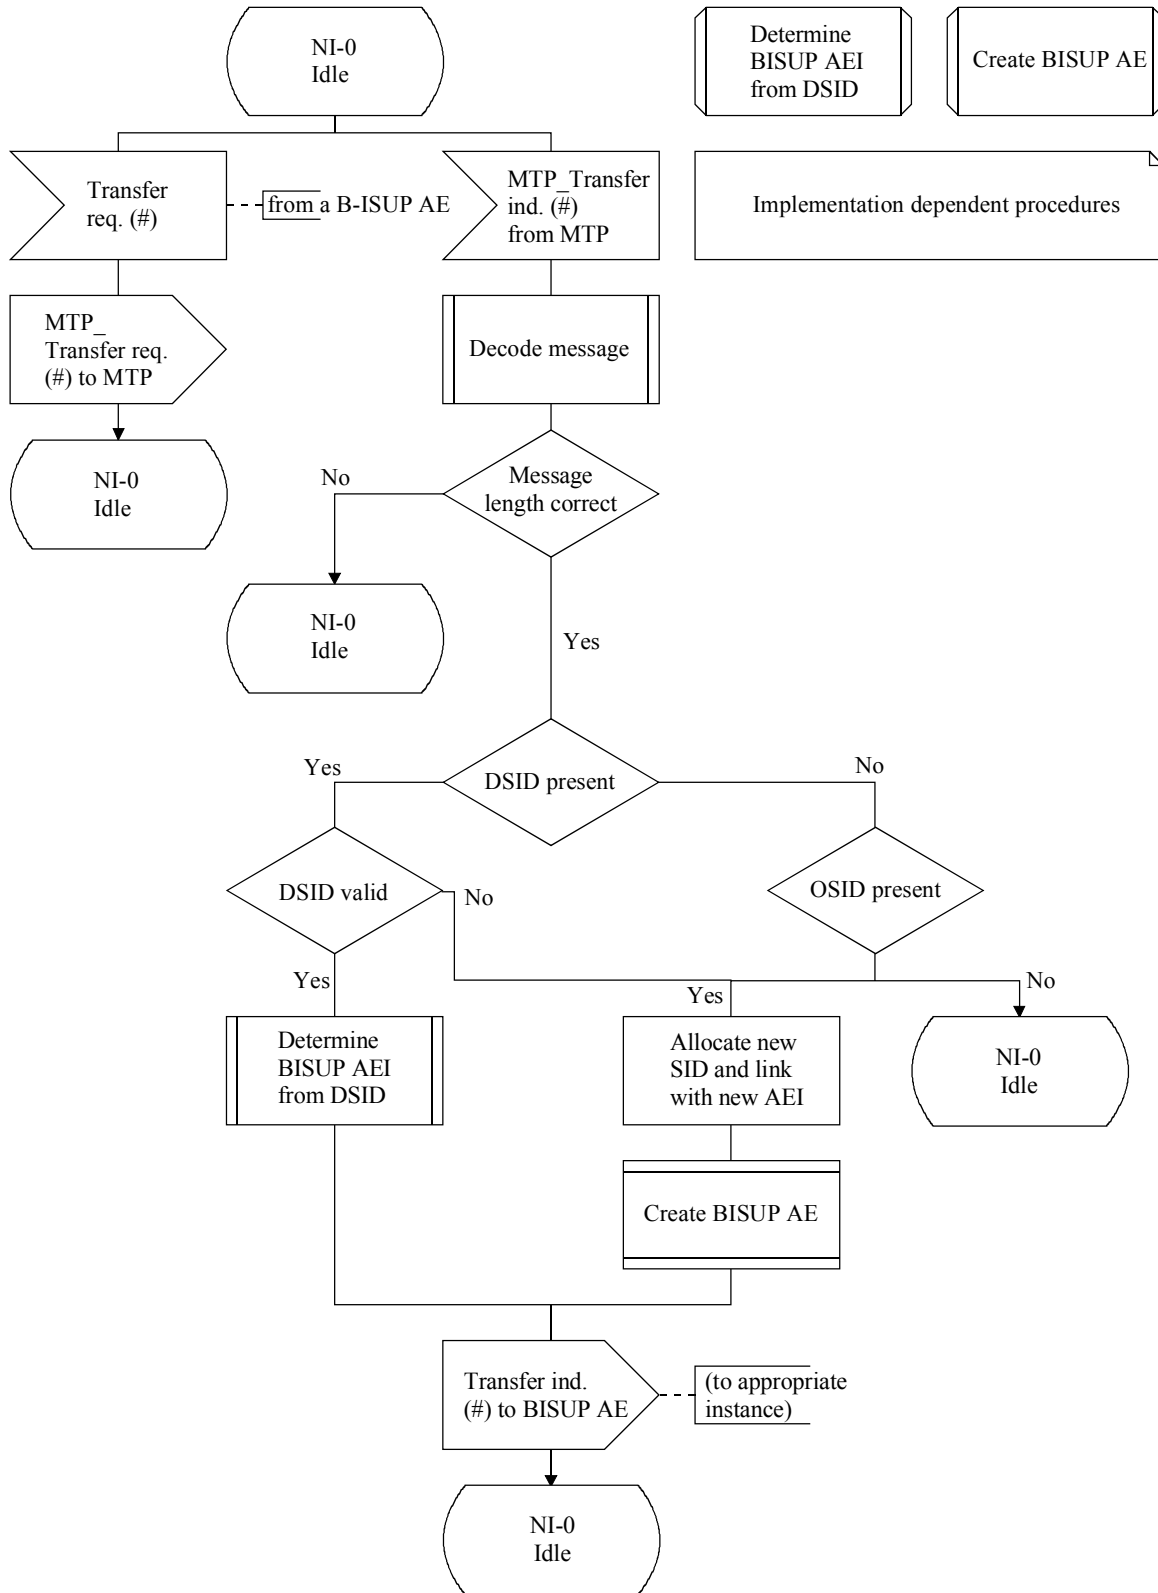 NI-0
Idle
Determine
BISUP AEI
from DSID
Create BISUP AE
Transfer
req. (#)
from a B-ISUP AE
MTP_Transfer
ind. (#)
from MTP
Implementation dependent procedures
MTP_
Transfer req.
(#) to MTP
Decode message
NI-0
Idle
No
Message
length correct
NI-0
Idle
Yes
Yes
DSID present
No
DSID valid
No
OSID present
Yes
Yes
No
Determine
BISUP AEI
from DSID
Allocate new
SID and link
with new AEI
NI-0
Idle
Create BISUP AE
Transfer ind.
(#) to BISUP AE
(to appropriate
instance)
NI-0
Idle